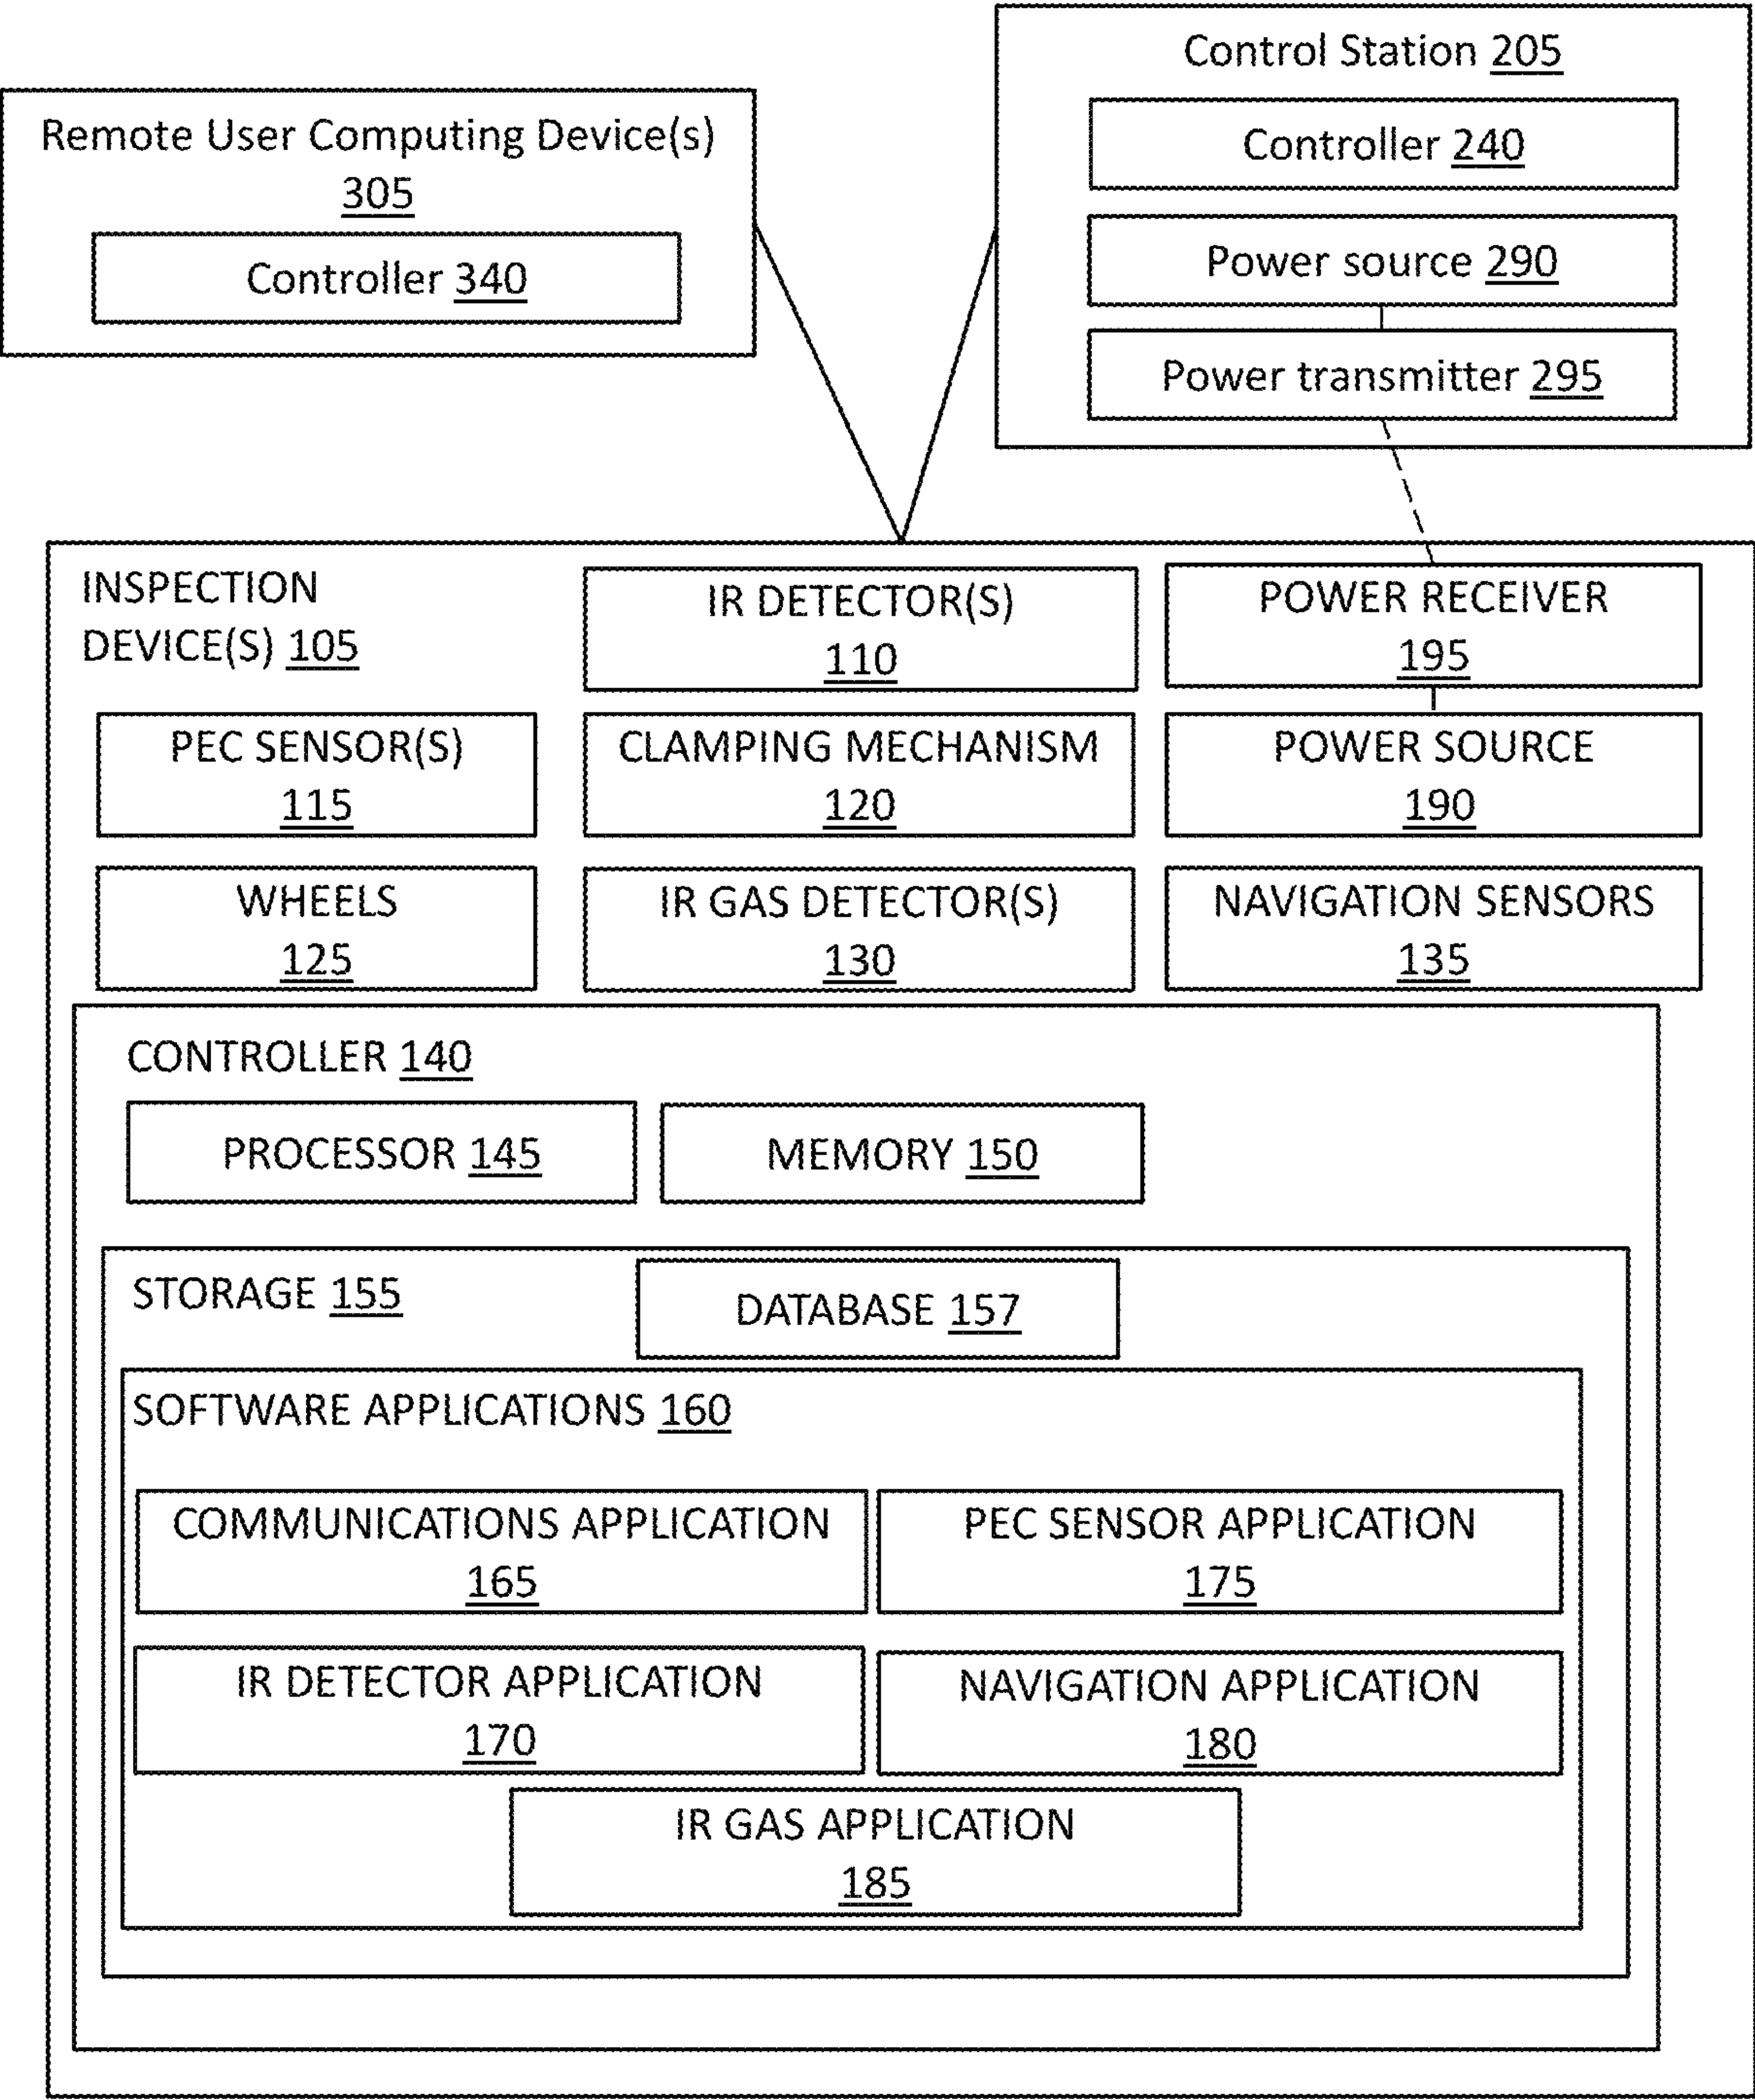 Control Station 205
Controller 240
Power source 290
Power transmitter 295
Remote User Computing Device(s)
305
Controller 340
INSPECTION
DEVICE(S) 105
IR DETECTOR(S)
110
POWER RECEIVER
195
PEC SENSOR(S)
115
CLAMPING MECHANISM
120
POWER SOURCE
190
WHEELS
125
IR GAS DETECTOR(S)
130
NAVIGATION SENSORS
135
CONTROLLER 140
PROCESSOR 145
MEMORY 150
STORAGE 155
DATABASE 157
SOFTWARE APPLICATIONS 160
COMMUNICATIONS APPLICATION
165
PEC SENSOR APPLICATION
175
IR DETECTOR APPLICATION
170
NAVIGATION APPLICATION
180
IR GAS APPLICATION
185